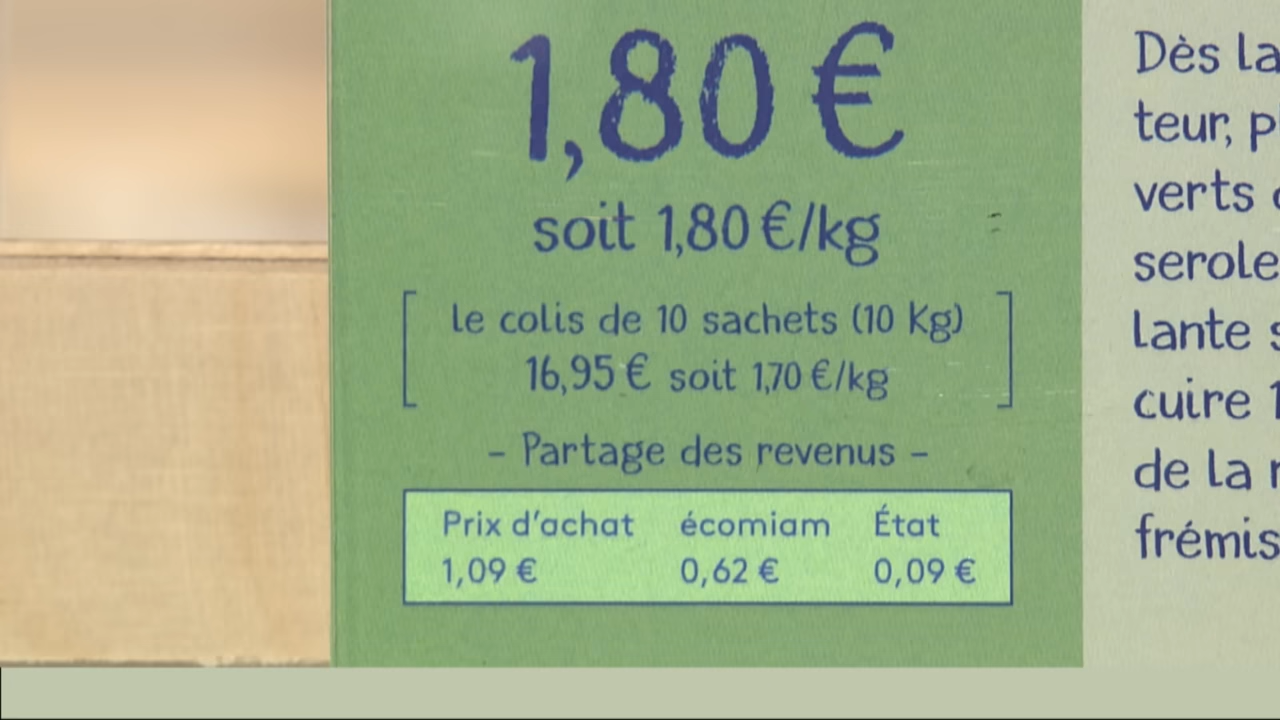 1,80 €
soit 1,80 €/kg
le colis de 10 sachets (10 Kg)
16,95 € soit 1,70 €/kg
– Partage des revenus –
Prix d'achat écomiam État
1,09 € 0,62 € 0,09 €
Dès la
teur, p
verts
serole
lante s
cuire 1
de la
frémis